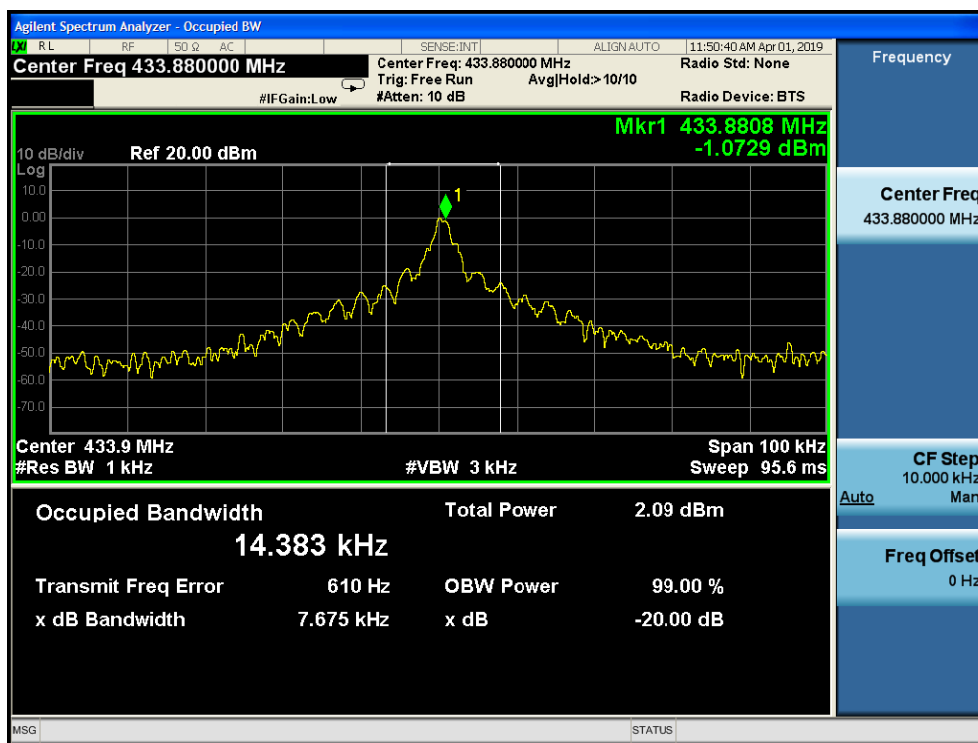 Agilent Spectrum Analyzer - Occupied BW
LXI RL RF 50 Ω AC SENSE:INT ALIGN AUTO 11:50:40 AM Apr 01, 2019
Center Freq 433.880000 MHz
Center Freq: 433.880000 MHz
Radio Std: None
Trig: Free Run Avg|Hold:>10/10
#IFGain:Low
#Atten: 10 dB
Radio Device: BTS
Frequency
Mkr1 433.8808 MHz
-1.0729 dBm
10 dB/div Ref 20.00 dBm
Log
10.0
0.00
-10.0
-20.0
-30.0
-40.0
-50.0
-60.0
-70.0
1
Center 433.9 MHz Span 100 kHz
#Res BW 1 kHz #VBW 3 kHz Sweep 95.6 ms
Occupied Bandwidth Total Power 2.09 dBm
14.383 kHz
Transmit Freq Error 610 Hz OBW Power 99.00 %
x dB Bandwidth 7.675 kHz x dB -20.00 dB
Center Freq
433.880000 MHz
CF Step
10.000 kHz
Auto Man
Freq Offset
0 Hz
MSG STATUS